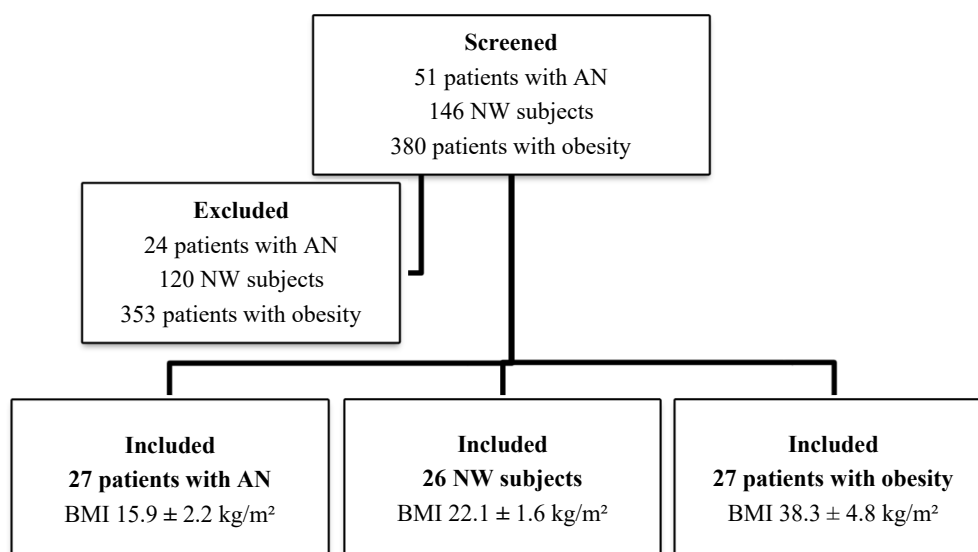 Screened
51 patients with AN
146 NW subjects
380 patients with obesity
Excluded
24 patients with AN
120 NW subjects
353 patients with obesity
Included
27 patients with AN
BMI 15.9 ± 2.2 kg/m²
Included
26 NW subjects
BMI 22.1 ± 1.6 kg/m²
Included
27 patients with obesity
BMI 38.3 ± 4.8 kg/m²